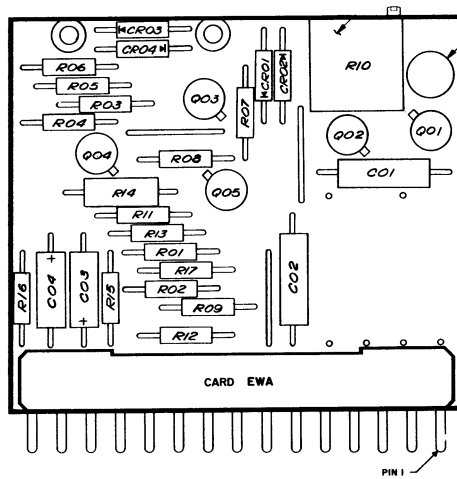 CR03
CR04
R06
R05
R03
R04
Q03
R07
CR01
CR02
R10
Q02
Q01
Q04
R08
Q05
C01
R14
R11
R13
R01
R17
R02
R09
R12
R16
C04
+
C03
+
R15
C02
CARD EWA
PIN 1